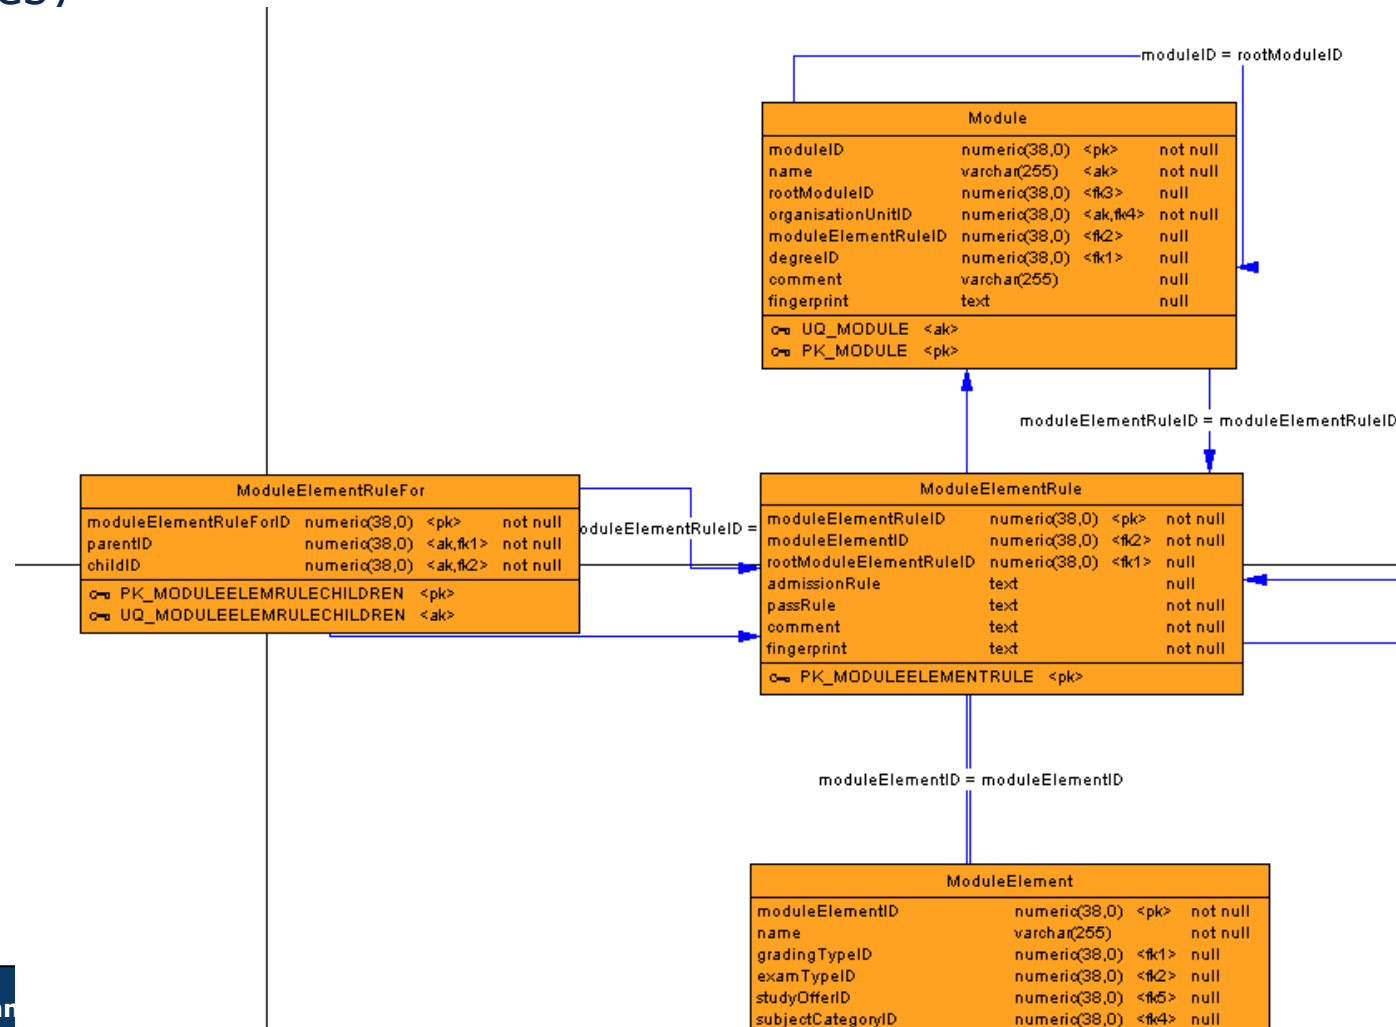 moduleID = rootModuleID
Module
moduleID numeric(38,0) <pk> not null
name varchar(255) <ak> not null
rootModuleID numeric(38,0) <fk3> null
organisationUnitID numeric(38,0) <ak,fk4> not null
moduleElementRuleID numeric(38,0) <fk2> null
degreeID numeric(38,0) <fk1> null
comment varchar(255) null
fingerprint text null
UQ_MODULE <ak>
PK_MODULE <pk>
moduleElementRuleID = moduleElementRuleID
ModuleElementRuleFor
moduleElementRuleForID numeric(38,0) <pk> not null
parentID numeric(38,0) <ak,fk1> not null
childID numeric(38,0) <ak,fk2> not null
PK_MODULEELEMRULECHILDREN <pk>
UQ_MODULEELEMRULECHILDREN <ak>
oduleElementRuleID =
ModuleElementRule
moduleElementRuleID numeric(38,0) <pk> not null
moduleElementID numeric(38,0) <fk2> not null
rootModuleElementRuleID numeric(38,0) <fk1> null
admissionRule text null
passRule text not null
comment text not null
fingerprint text not null
PK_MODULEELEMENTRULE <pk>
moduleElementID = moduleElementID
ModuleElement
moduleElementID numeric(38,0) <pk> not null
name varchar(255) not null
gradingTypeID numeric(38,0) <fk1> null
examTypeID numeric(38,0) <fk2> null
studyOfferID numeric(38,0) <fk5> null
subjectCategoryID numeric(38,0) <fk4> null